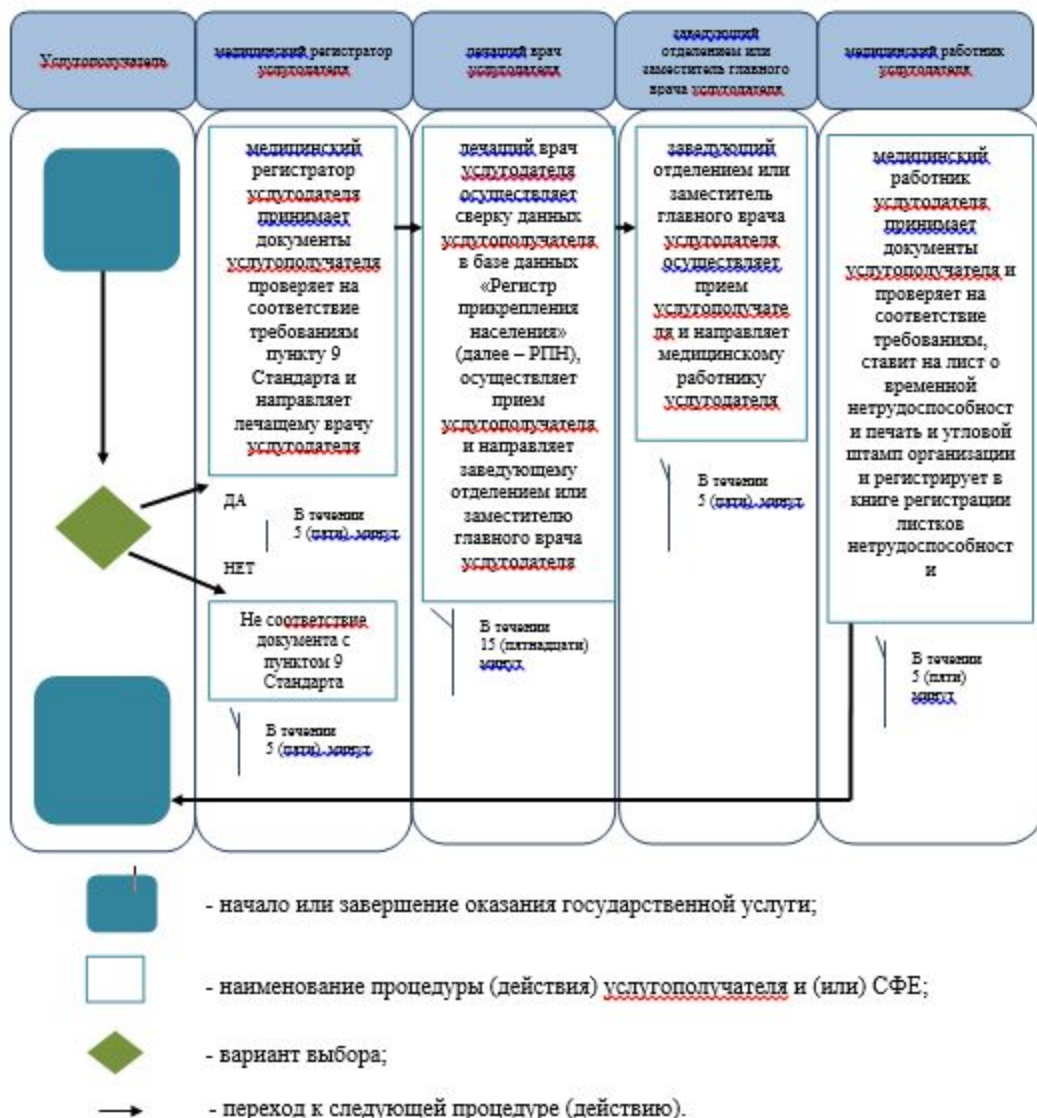 Услугополучатель
медицинский регистратор
услугодателя
лечащий врач
услугодателя
заведующий
отделением или
заместитель главного
врача услугодателя
медицинский работник
услугодателя
медицинский
регистратор
услугодателя
принимает
документы
услугополучателя
проверяет на
соответствие
требованиям
пункту 9
Стандарта и
направляет
лечащему врачу
услугодателя
ДА
В течении
5 (пяти) минут
НЕТ
Не соответствие
документа с
пунктом 9
Стандарта
В течении
5 (пяти) минут
лечащий врач
услугодателя
осуществляет
сверку данных
услугополучателя
в базе данных
«Регистр
прикрепления
населения»
(далее – РПН),
осуществляет
прием
услугополучателя
и направляет
заведующему
отделением или
заместителю
главного врача
услугодателя
В течении
15 (пятнадцати)
минут
заведующий
отделением или
заместитель
главного врача
услугодателя
осуществляет
прием
услугополучате
ля и направляет
медицинскому
работнику
услугодателя
В течении
5 (пяти) минут
медицинский
работник
услугодателя
принимает
документы
услугополучателя и
проверяет на
соответствие
требованиям,
ставит на лист о
временной
нетрудоспособност
и печать и угловой
штамп организации
и регистрирует в
книге регистрации
листков
нетрудоспособност
и
В течении
5 (пяти)
минут
- начало или завершение оказания государственной услуги;
- наименование процедуры (действия) услугополучателя и (или) СФЕ;
- вариант выбора;
- переход к следующей процедуре (действию).